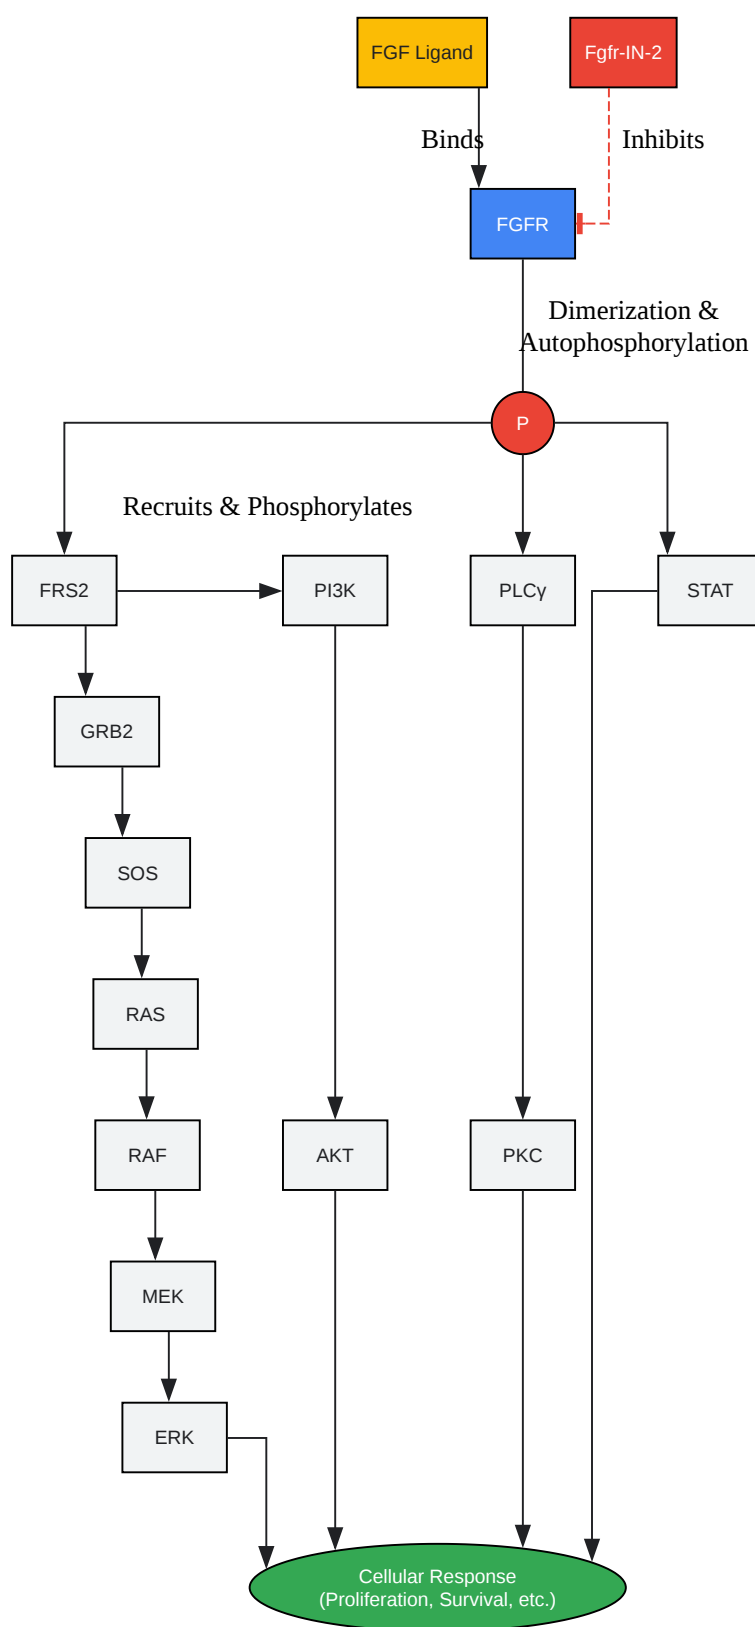 FGF Ligand
Fgfr-IN-2
Binds
Inhibits
FGFR
Dimerization &
Autophosphorylation
P
Recruits & Phosphorylates
FRS2
PI3K
PLCγ
STAT
GRB2
SOS
RAS
RAF
AKT
PKC
MEK
ERK
Cellular Response
(Proliferation, Survival, etc.)